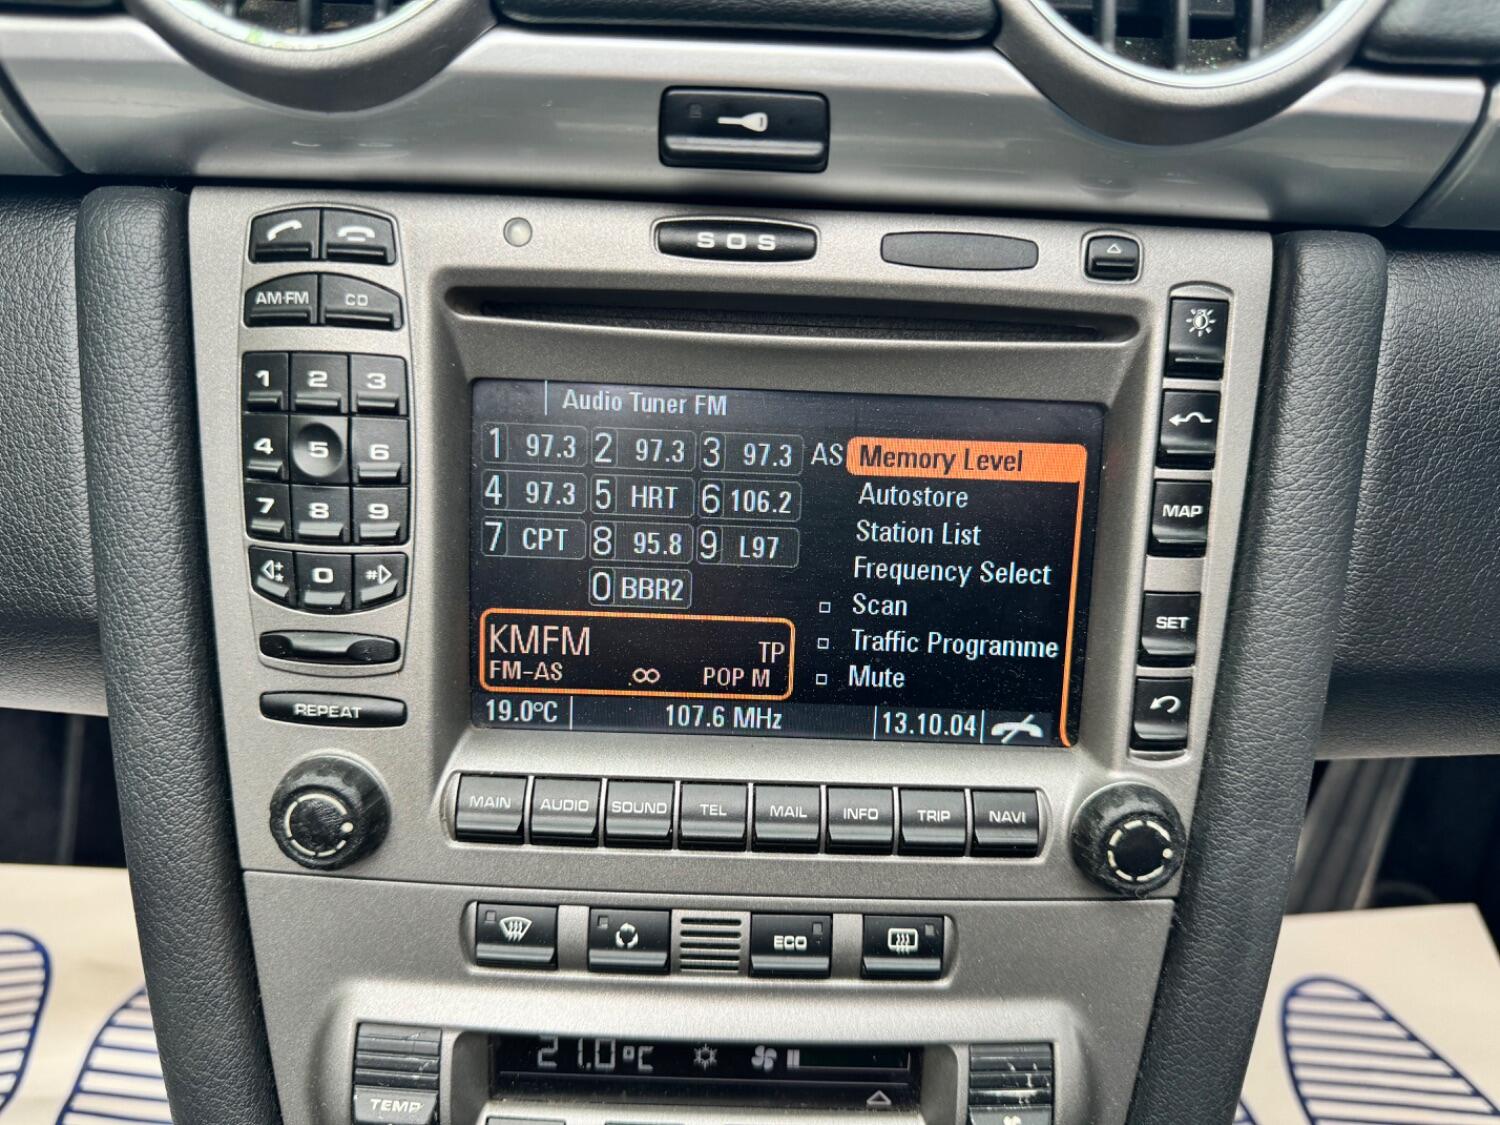 SOS
AM·FM CD
1 2 3
4 5 6
7 8 9
* 0 #
REPEAT
Audio Tuner FM
1 97.3 2 97.3 3 97.3 AS
4 97.3 5 HRT 6 106.2
7 CPT 8 95.8 9 L97
0 BBR2
Memory Level
Autostore
Station List
Frequency Select
Scan
Traffic Programme
Mute
KMFM TP
FM-AS ∞ POP M
19.0°C 107.6 MHz 13.10.04
MAP
SET
MAIN AUDIO SOUND TEL MAIL INFO TRIP NAVI
ECO
21.0°C
TEMP